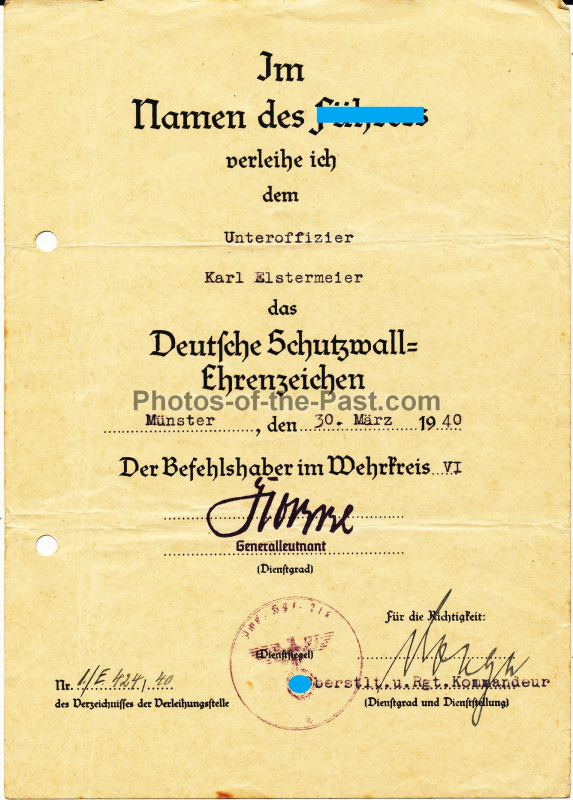 Im
Namen des
verleihe ich
dem
Unteroffizier
Karl Elstermeier
das
Deutsche Schutzwall=
Ehrenzeichen
Photos-of-the-Past.com
Münster, den 30. März 1940
Der Befehlshaber im Wehrkreis VI
Generalleutnant
(Dienstgrad)
Für die Richtigkeit:
(Dienstsiegel)
Nr. 1/E 424/40
berstlt.u.Rgt.Kommandeur
des Verzeichnisses der Verleihungsstelle
(Dienstgrad und Dienststellung)